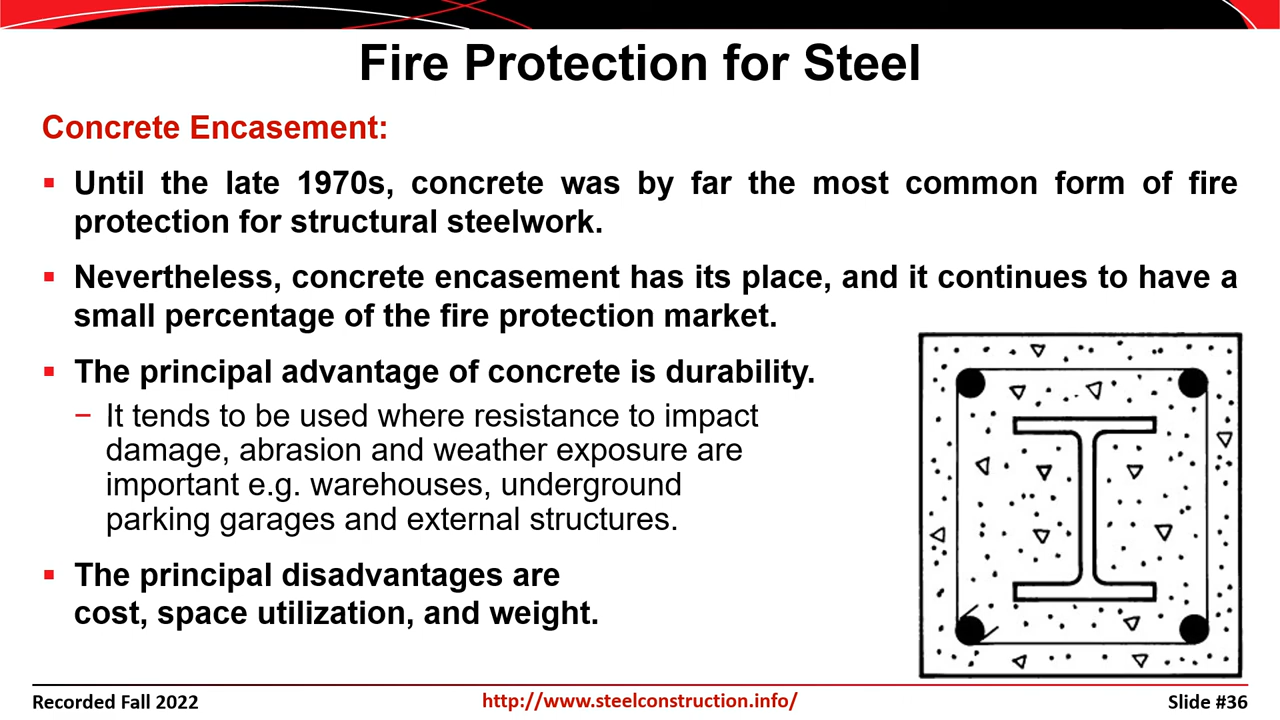 Fire Protection for Steel
Concrete Encasement:
▪ Until the late 1970s, concrete was by far the most common form of fire
protection for structural steelwork.
▪ Nevertheless, concrete encasement has its place, and it continues to have a
small percentage of the fire protection market.
▪ The principal advantage of concrete is durability.
− It tends to be used where resistance to impact
damage, abrasion and weather exposure are
important e.g. warehouses, underground
parking garages and external structures.
▪ The principal disadvantages are
cost, space utilization, and weight.
Recorded Fall 2022
http://www.steelconstruction.info/
Slide #36